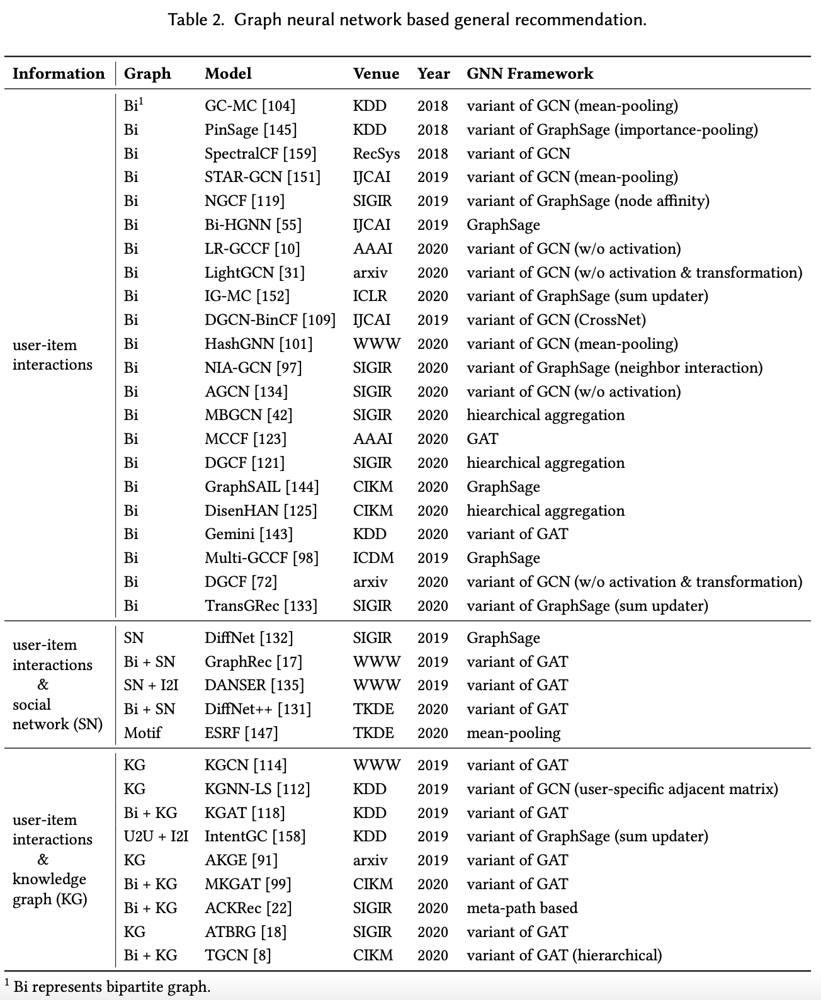 Table 2. Graph neural network based general recommendation.
Information Graph Model Venue Year GNN Framework
user-item
interactions
Bi1 GC-MC [104] KDD 2018 variant of GCN (mean-pooling)
Bi PinSage [145] KDD 2018 variant of GraphSage (importance-pooling)
Bi SpectralCF [159] RecSys 2018 variant of GCN
Bi STAR-GCN [151] IJCAI 2019 variant of GCN (mean-pooling)
Bi NGCF [119] SIGIR 2019 variant of GraphSage (node affinity)
Bi Bi-HGNN [55] IJCAI 2019 GraphSage
Bi LR-GCCF [10] AAAI 2020 variant of GCN (w/o activation)
Bi LightGCN [31] arxiv 2020 variant of GCN (w/o activation & transformation)
Bi IG-MC [152] ICLR 2020 variant of GraphSage (sum updater)
Bi DGCN-BinCF [109] IJCAI 2019 variant of GCN (CrossNet)
Bi HashGNN [101] WWW 2020 variant of GCN (mean-pooling)
Bi NIA-GCN [97] SIGIR 2020 variant of GraphSage (neighbor interaction)
Bi AGCN [134] SIGIR 2020 variant of GCN (w/o activation)
Bi MBGCN [42] SIGIR 2020 hiearchical aggregation
Bi MCCF [123] AAAI 2020 GAT
Bi DGCF [121] SIGIR 2020 hiearchical aggregation
Bi GraphSAIL [144] CIKM 2020 GraphSage
Bi DisenHAN [125] CIKM 2020 hiearchical aggregation
Bi Gemini [143] KDD 2020 variant of GAT
Bi Multi-GCCF [98] ICDM 2019 GraphSage
Bi DGCF [72] arxiv 2020 variant of GCN (w/o activation & transformation)
Bi TransGRec [133] SIGIR 2020 variant of GraphSage (sum updater)
user-item
interactions
&
social
network (SN)
SN DiffNet [132] SIGIR 2019 GraphSage
Bi + SN GraphRec [17] WWW 2019 variant of GAT
SN + I2I DANSER [135] WWW 2019 variant of GAT
Bi + SN DiffNet++ [131] TKDE 2020 variant of GAT
Motif ESRF [147] TKDE 2020 mean-pooling
user-item
interactions
&
knowledge
graph (KG)
KG KGCN [114] WWW 2019 variant of GAT
KG KGNN-LS [112] KDD 2019 variant of GCN (user-specific adjacent matrix)
Bi + KG KGAT [118] KDD 2019 variant of GAT
U2U + I2I IntentGC [158] KDD 2019 variant of GraphSage (sum updater)
KG AKGE [91] arxiv 2019 variant of GAT
Bi + KG MKGAT [99] CIKM 2020 variant of GAT
Bi + KG ACKRec [22] SIGIR 2020 meta-path based
KG ATBRG [18] SIGIR 2020 variant of GAT
Bi + KG TGCN [8] CIKM 2020 variant of GAT (hierarchical)
1 Bi represents bipartite graph.